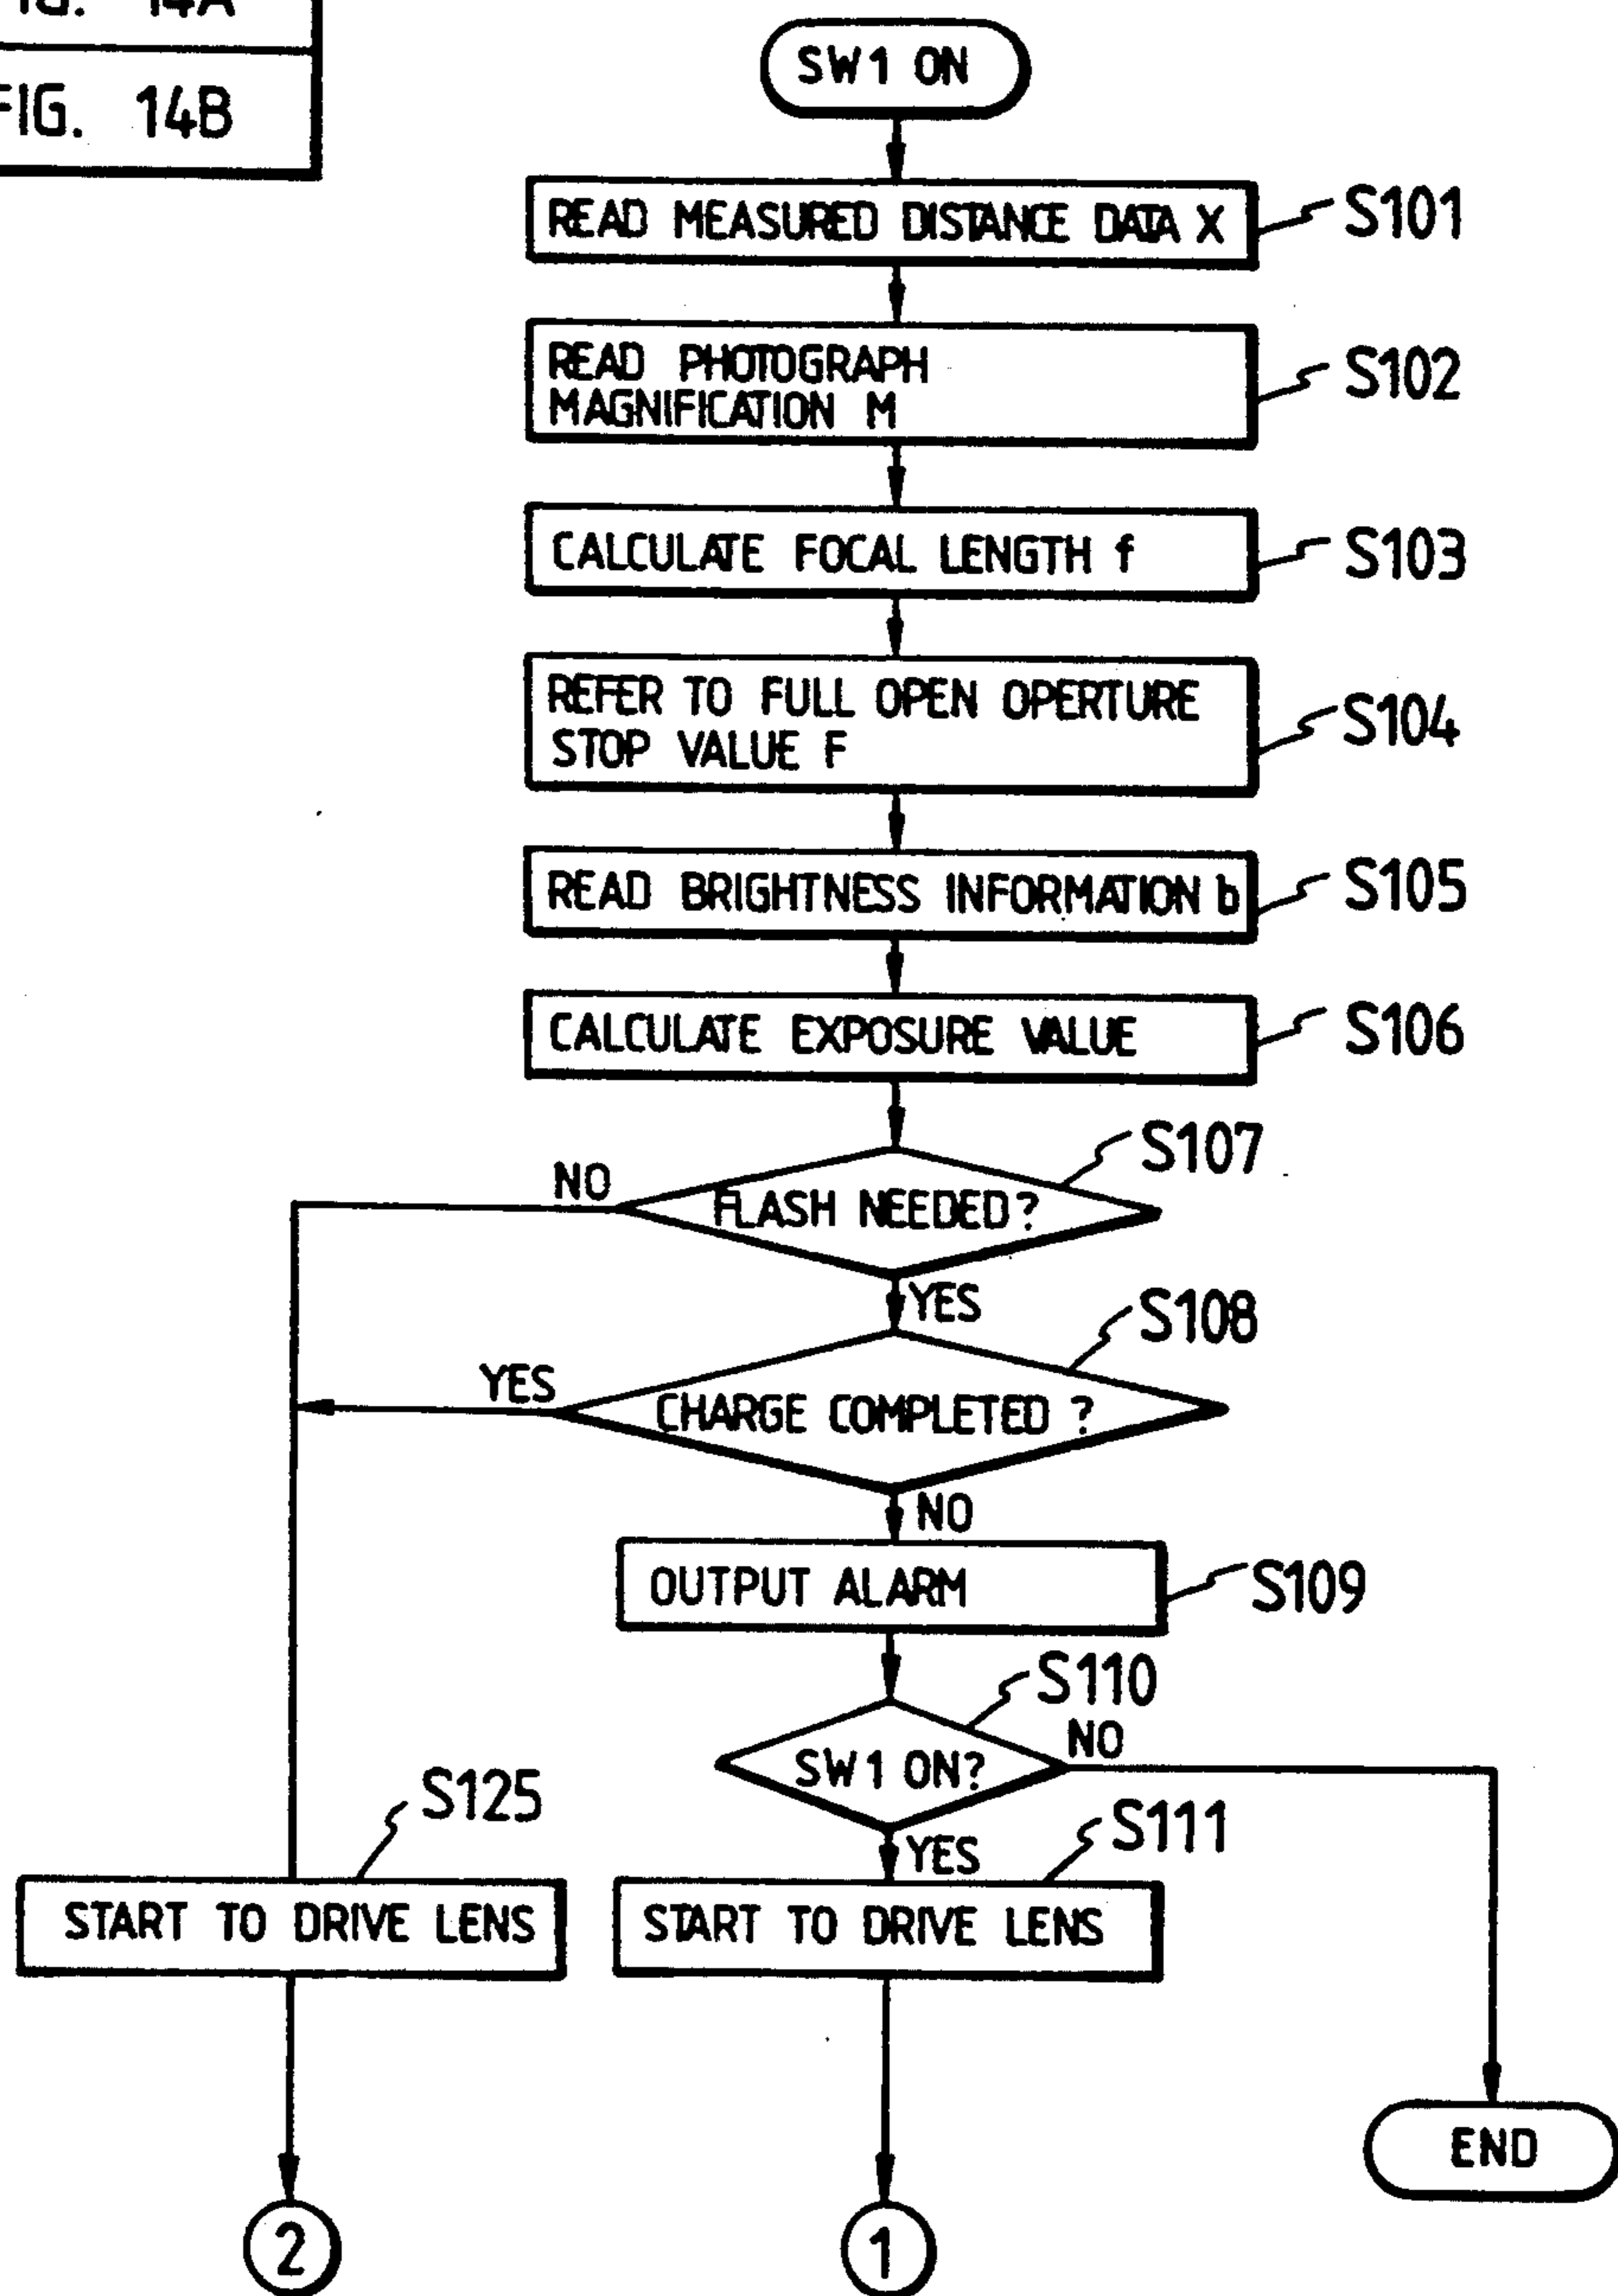 14A
FIG. 14B
SW1 ON
READ MEASURED DISTANCE DATA X
S101
READ PHOTOGRAPH
MAGNIFICATION M
S102
CALCULATE FOCAL LENGTH f
S103
REFER TO FULL OPEN OPERTURE
STOP VALUE F
S104
READ BRIGHTNESS INFORMATION b
S105
CALCULATE EXPOSURE VALUE
S106
S107
NO
FLASH NEEDED?
YES
S108
YES
CHARGE COMPLETED ?
NO
OUTPUT ALARM
S109
S110
NO
SW1 ON?
S125
S111
YES
START TO DRIVE LENS
START TO DRIVE LENS
END
2
1